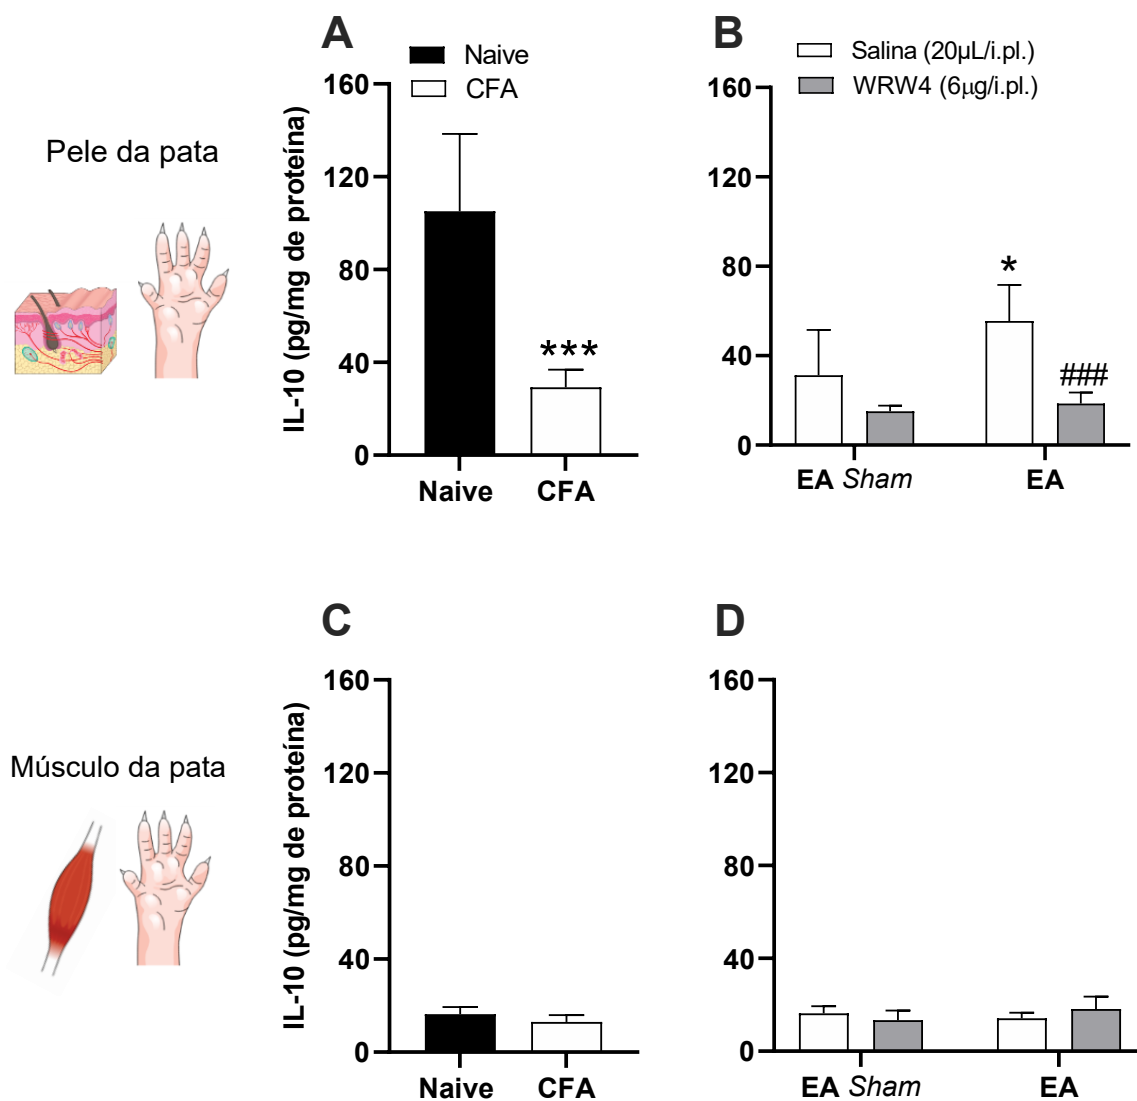 A
Naive
CFA
B
Salina (20µL/i.pl.)
WRW4 (6µg/i.pl.)
Pele da pata
IL-10 (pg/mg de proteína)
160
120
80
40
0
***
Naive
CFA
160
120
80
40
0
*
###
EA Sham
EA
C
D
Músculo da pata
IL-10 (pg/mg de proteína)
160
120
80
40
0
Naive
CFA
160
120
80
40
0
EA Sham
EA